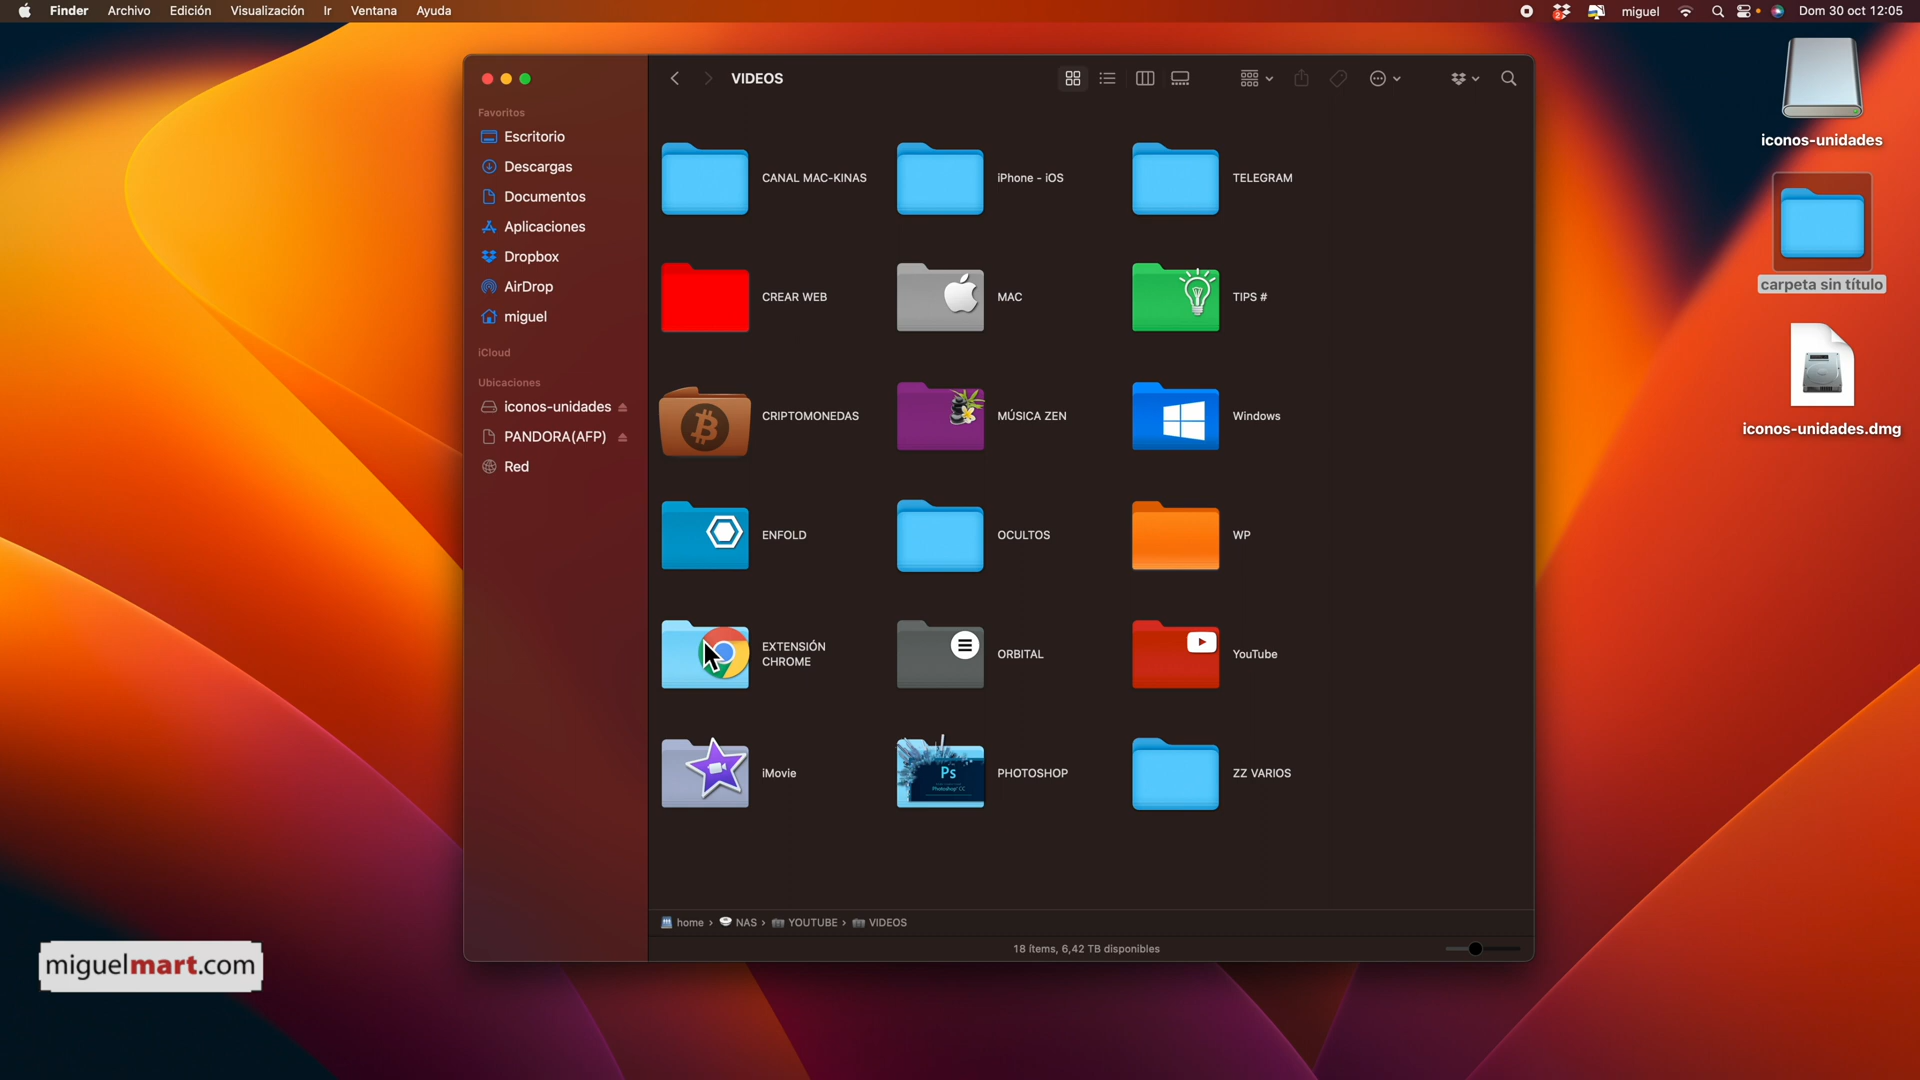 Finder Archivo Edición Visualización Ir Ventana Ayuda
miguel Dom 30 oct 12:05
VIDEOS
Favoritos
Escritorio
Descargas
Documentos
Aplicaciones
Dropbox
AirDrop
miguel
iCloud
Ubicaciones
iconos-unidades
PANDORA(AFP)
Red
CANAL MAC-KINAS
iPhone - iOS
TELEGRAM
CREAR WEB
MAC
TIPS #
CRIPTOMONEDAS
MÚSICA ZEN
Windows
ENFOLD
OCULTOS
WP
EXTENSIÓN
CHROME
ORBITAL
YouTube
iMovie
Ps
Photoshop CC
PHOTOSHOP
ZZ VARIOS
home › NAS › YOUTUBE › VIDEOS
18 ítems, 6,42 TB disponibles
iconos-unidades
carpeta sin título
iconos-unidades.dmg
miguelmart.com